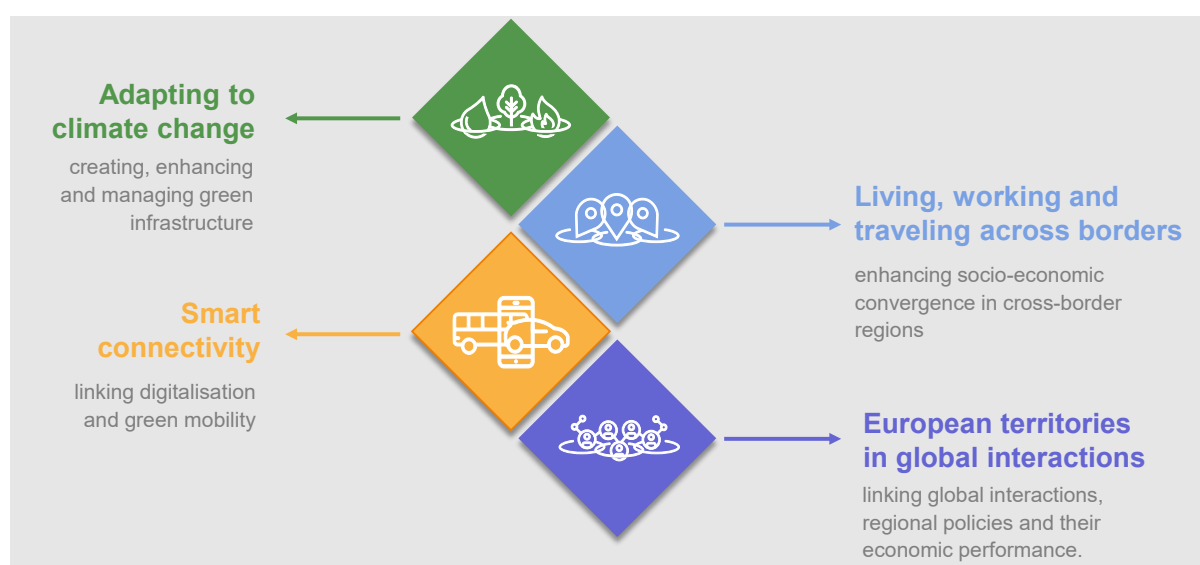 Adapting to
climate change
creating, enhancing
and managing green
infrastructure
Living, working and
traveling across borders
enhancing socio-economic
convergence in cross-border
regions
Smart
connectivity
linking digitalisation
and green mobility
European territories
in global interactions
linking global interactions,
regional policies and their
economic performance.